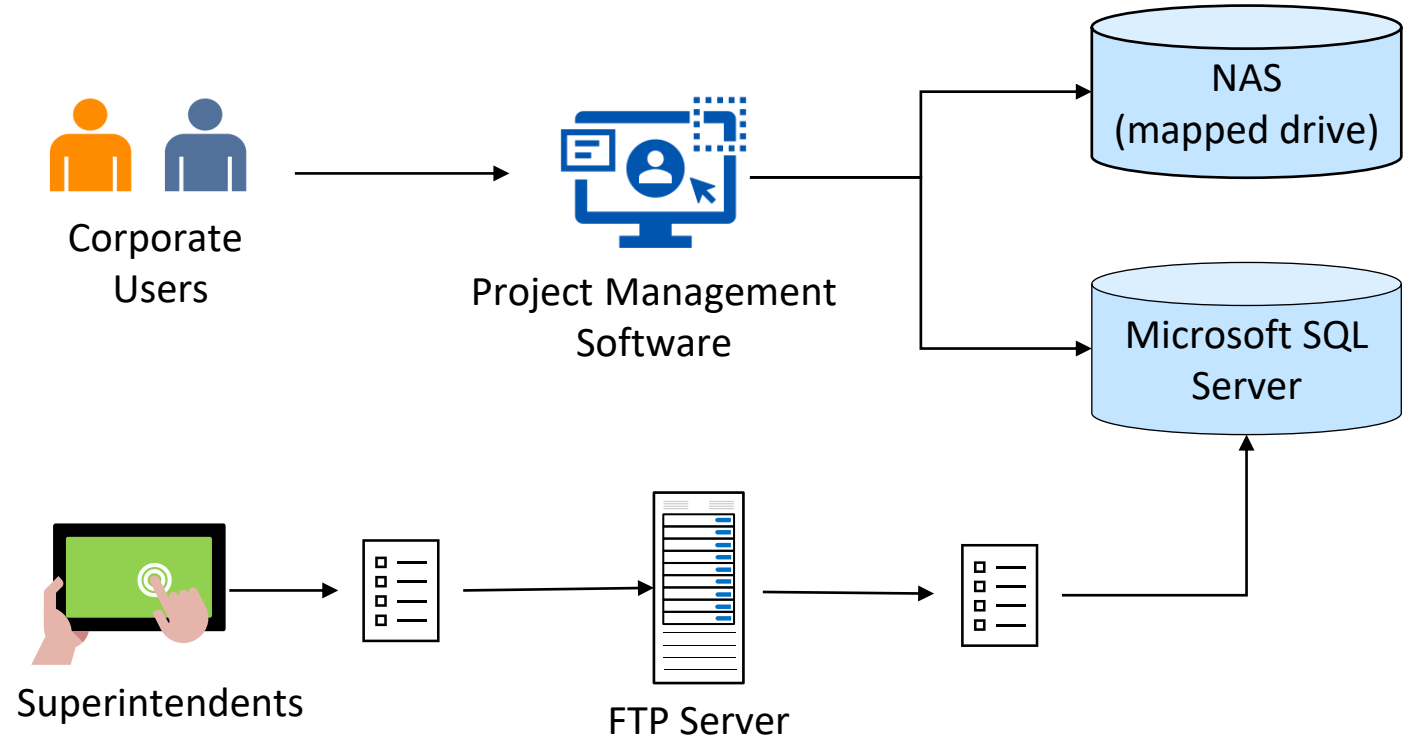 NAS
(mapped drive)
Corporate
Users
Project Management
Software
Microsoft SQL
Server
Superintendents
FTP Server